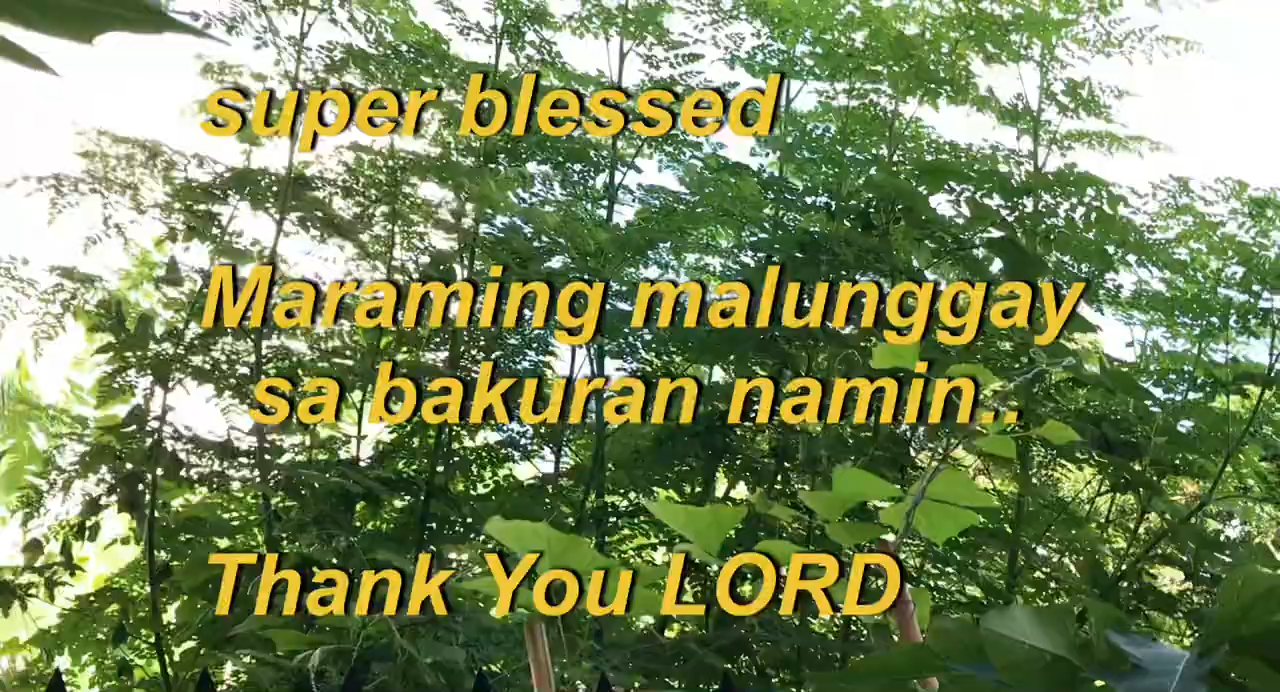 super blessed
Maraming malunggay
sa bakuran namin..
Thank You LORD